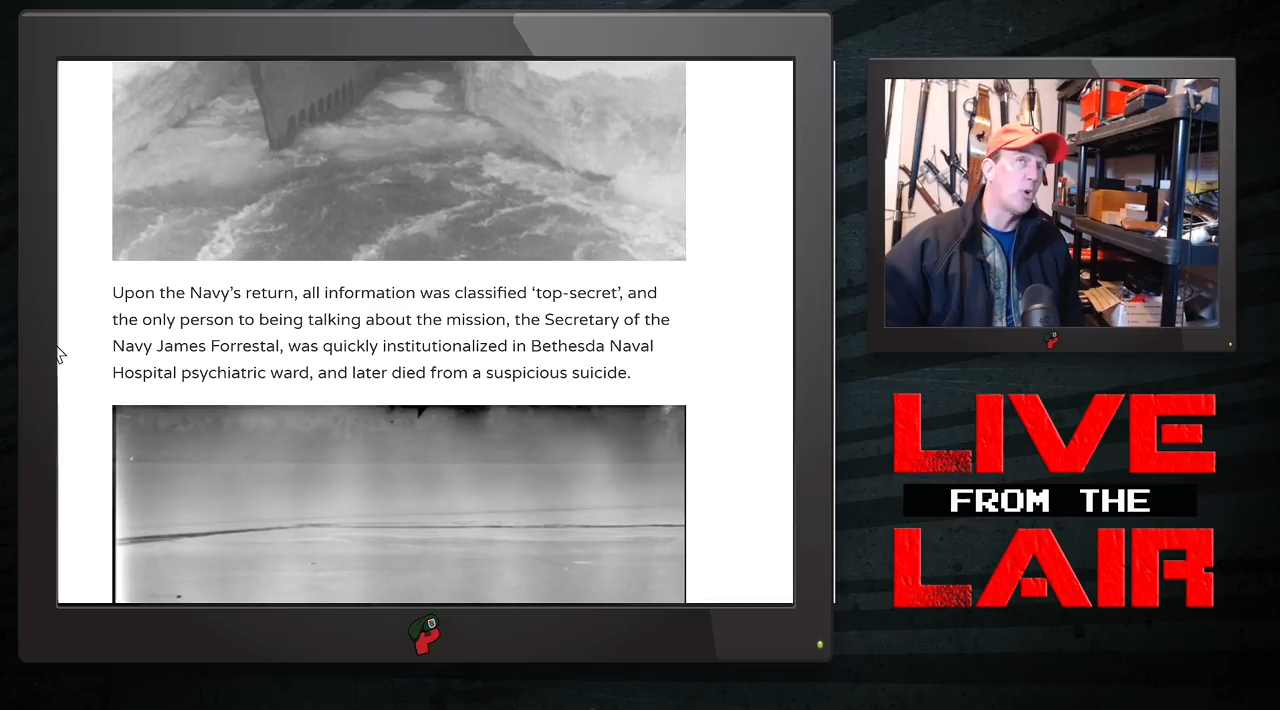 Upon the Navy’s return, all information was classified ‘top-secret’, and
the only person to being talking about the mission, the Secretary of the
Navy James Forrestal, was quickly institutionalized in Bethesda Naval
Hospital psychiatric ward, and later died from a suspicious suicide.
LIVE
FROM THE
LAIR